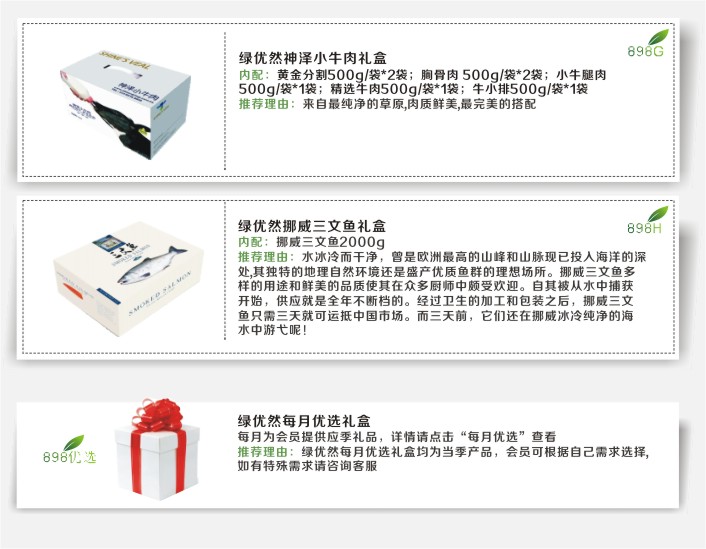 SHINE'S VEAL
神泽小牛肉
绿优然神泽小牛肉礼盒
898G
内配：黄金分割500g/袋*2袋；胸骨肉 500g/袋*2袋；小牛腿肉
500g/袋*1袋；精选牛肉500g/袋*1袋；牛小排500g/袋*1袋
推荐理由：来自最纯净的草原,肉质鲜美,最完美的搭配
SMOKED SALMON
绿优然挪威三文鱼礼盒
898H
内配：挪威三文鱼2000g
推荐理由：水冰冷而干净，曾是欧洲最高的山峰和山脉现已投入海洋的深
处,其独特的地理自然环境还是盛产优质鱼群的理想场所。挪威三文鱼多
样的用途和鲜美的品质使其在众多厨师中颇受欢迎。自其被从水中捕获
开始，供应就是全年不断档的。经过卫生的加工和包装之后，挪威三文
鱼只需三天就可运抵中国市场。而三天前，它们还在挪威冰冷纯净的海
水中游弋呢！
898优选
绿优然每月优选礼盒
每月为会员提供应季礼品，详情请点击“每月优选”查看
推荐理由：绿优然每月优选礼盒均为当季产品，会员可根据自己需求选择,
如有特殊需求请咨询客服